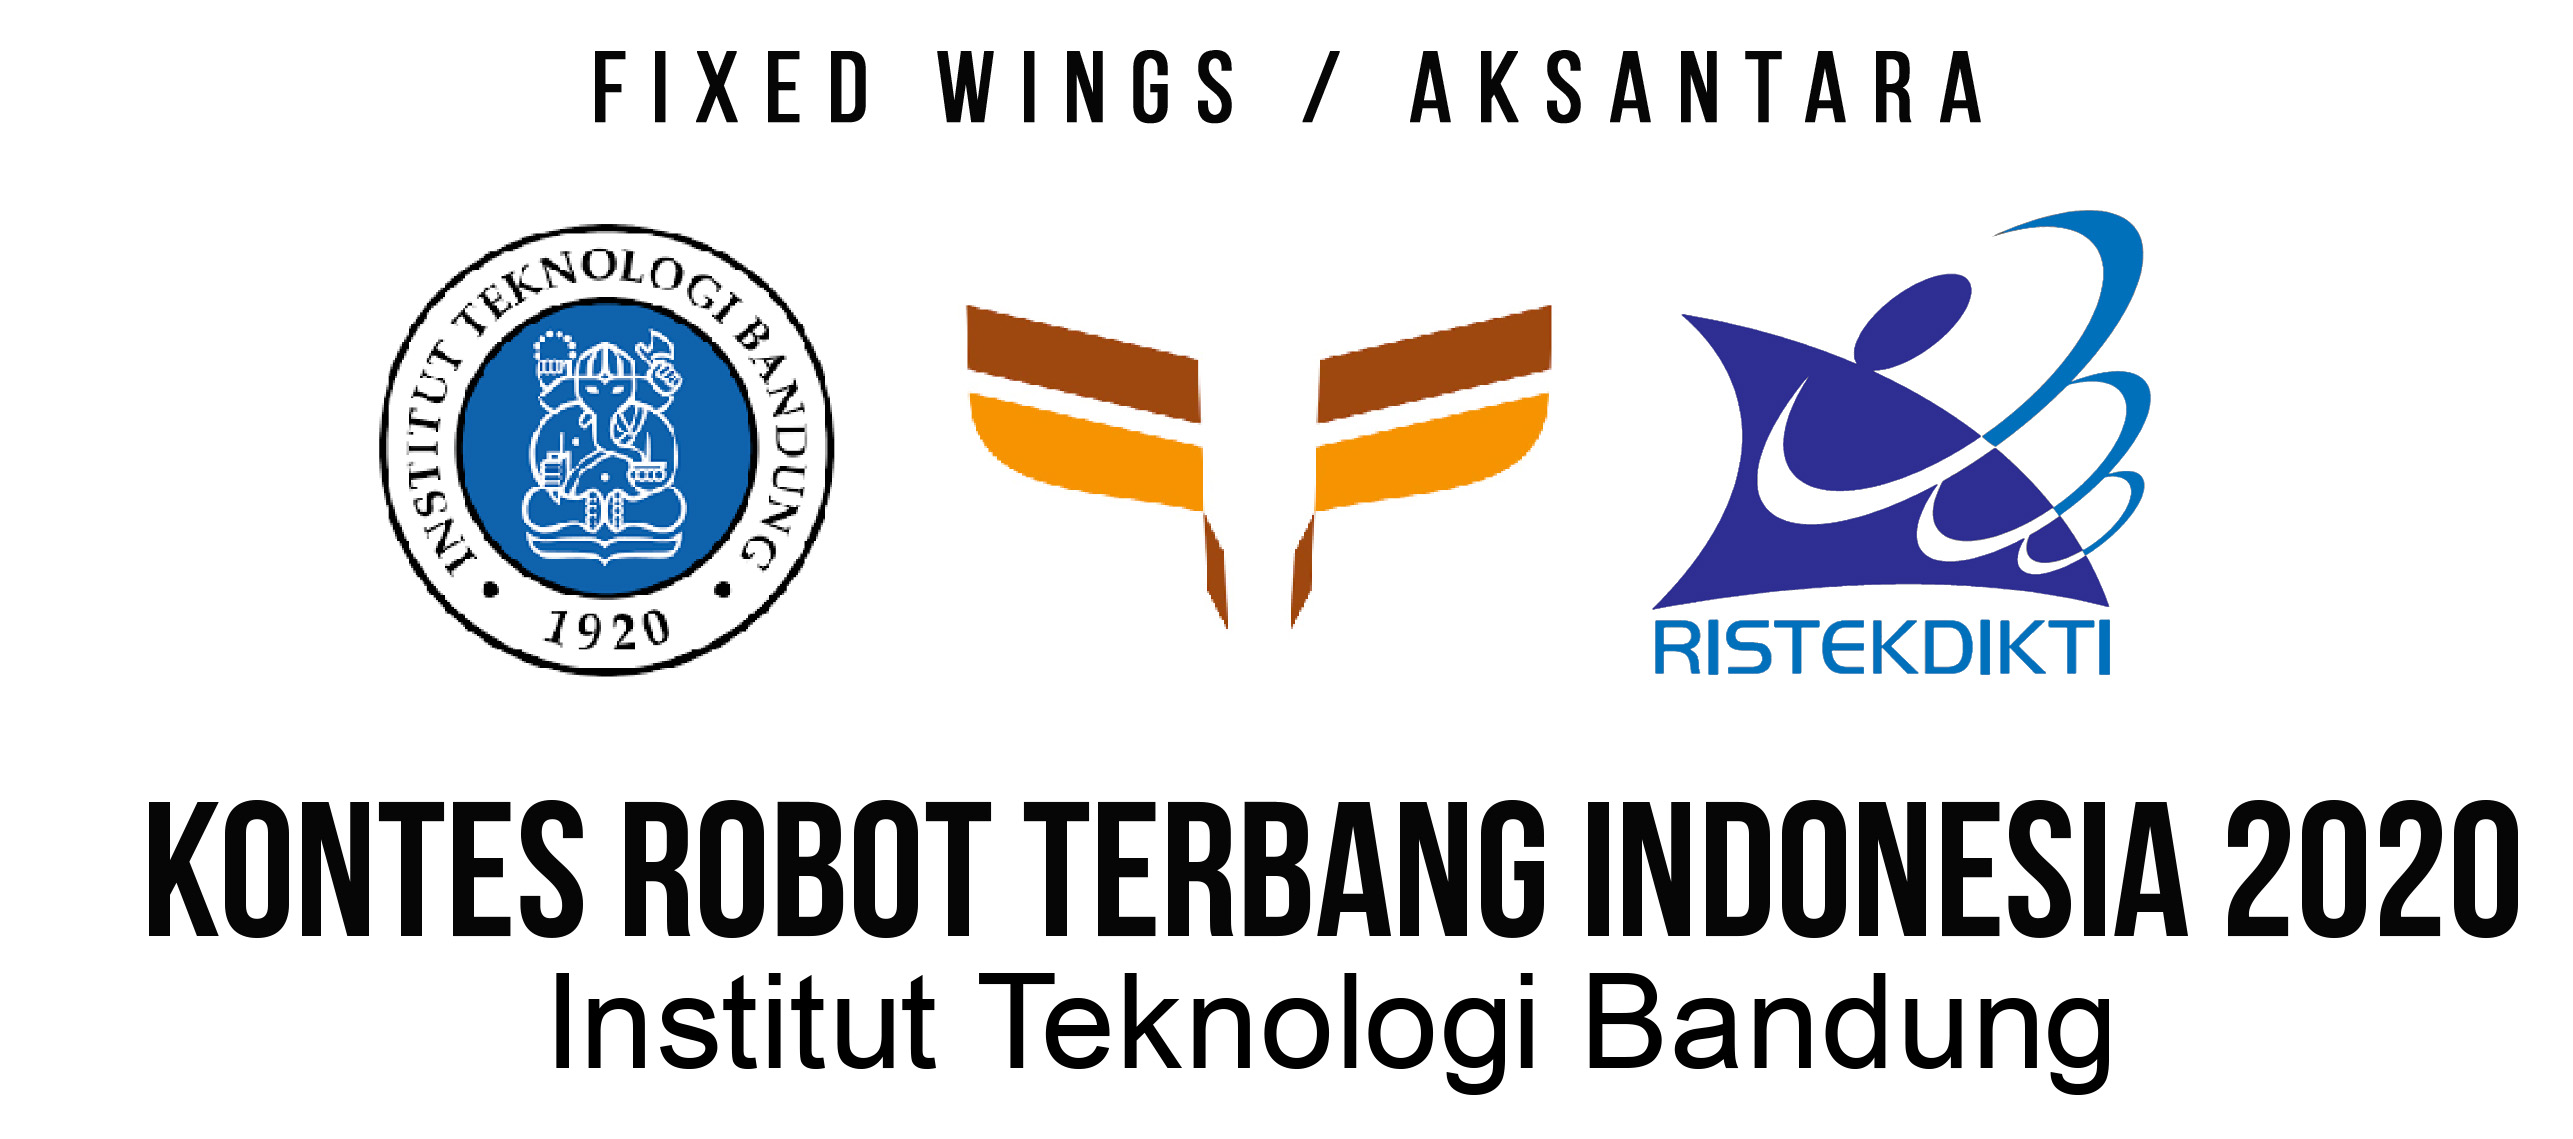 FIXED WINGS / AKSANTARA
INSTITUT TEKNOLOGI BANDUNG
• 1920 •
RISTEKDIKTI
KONTES ROBOT TERBANG INDONESIA 2020
Institut Teknologi Bandung